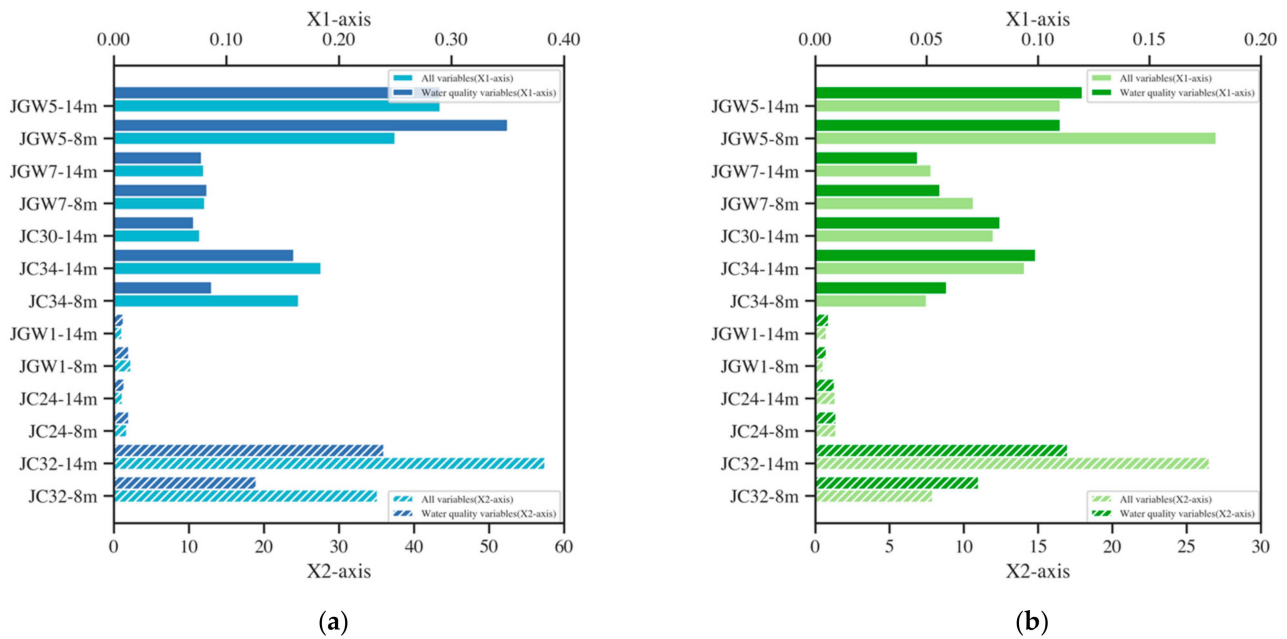 X1-axis
0.00 0.10 0.20 0.30 0.40
All variables(X1-axis)
Water quality variables(X1-axis)
JGW5-14m
JGW5-8m
JGW7-14m
JGW7-8m
JC30-14m
JC34-14m
JC34-8m
JGW1-14m
JGW1-8m
JC24-14m
JC24-8m
JC32-14m
JC32-8m
All variables(X2-axis)
Water quality variables(X2-axis)
0 10 20 30 40 50 60
X2-axis
(a)
X1-axis
0.00 0.05 0.10 0.15 0.20
All variables(X1-axis)
Water quality variables(X1-axis)
JGW5-14m
JGW5-8m
JGW7-14m
JGW7-8m
JC30-14m
JC34-14m
JC34-8m
JGW1-14m
JGW1-8m
JC24-14m
JC24-8m
JC32-14m
JC32-8m
All variables(X2-axis)
Water quality variables(X2-axis)
0 5 10 15 20 25 30
X2-axis
(b)